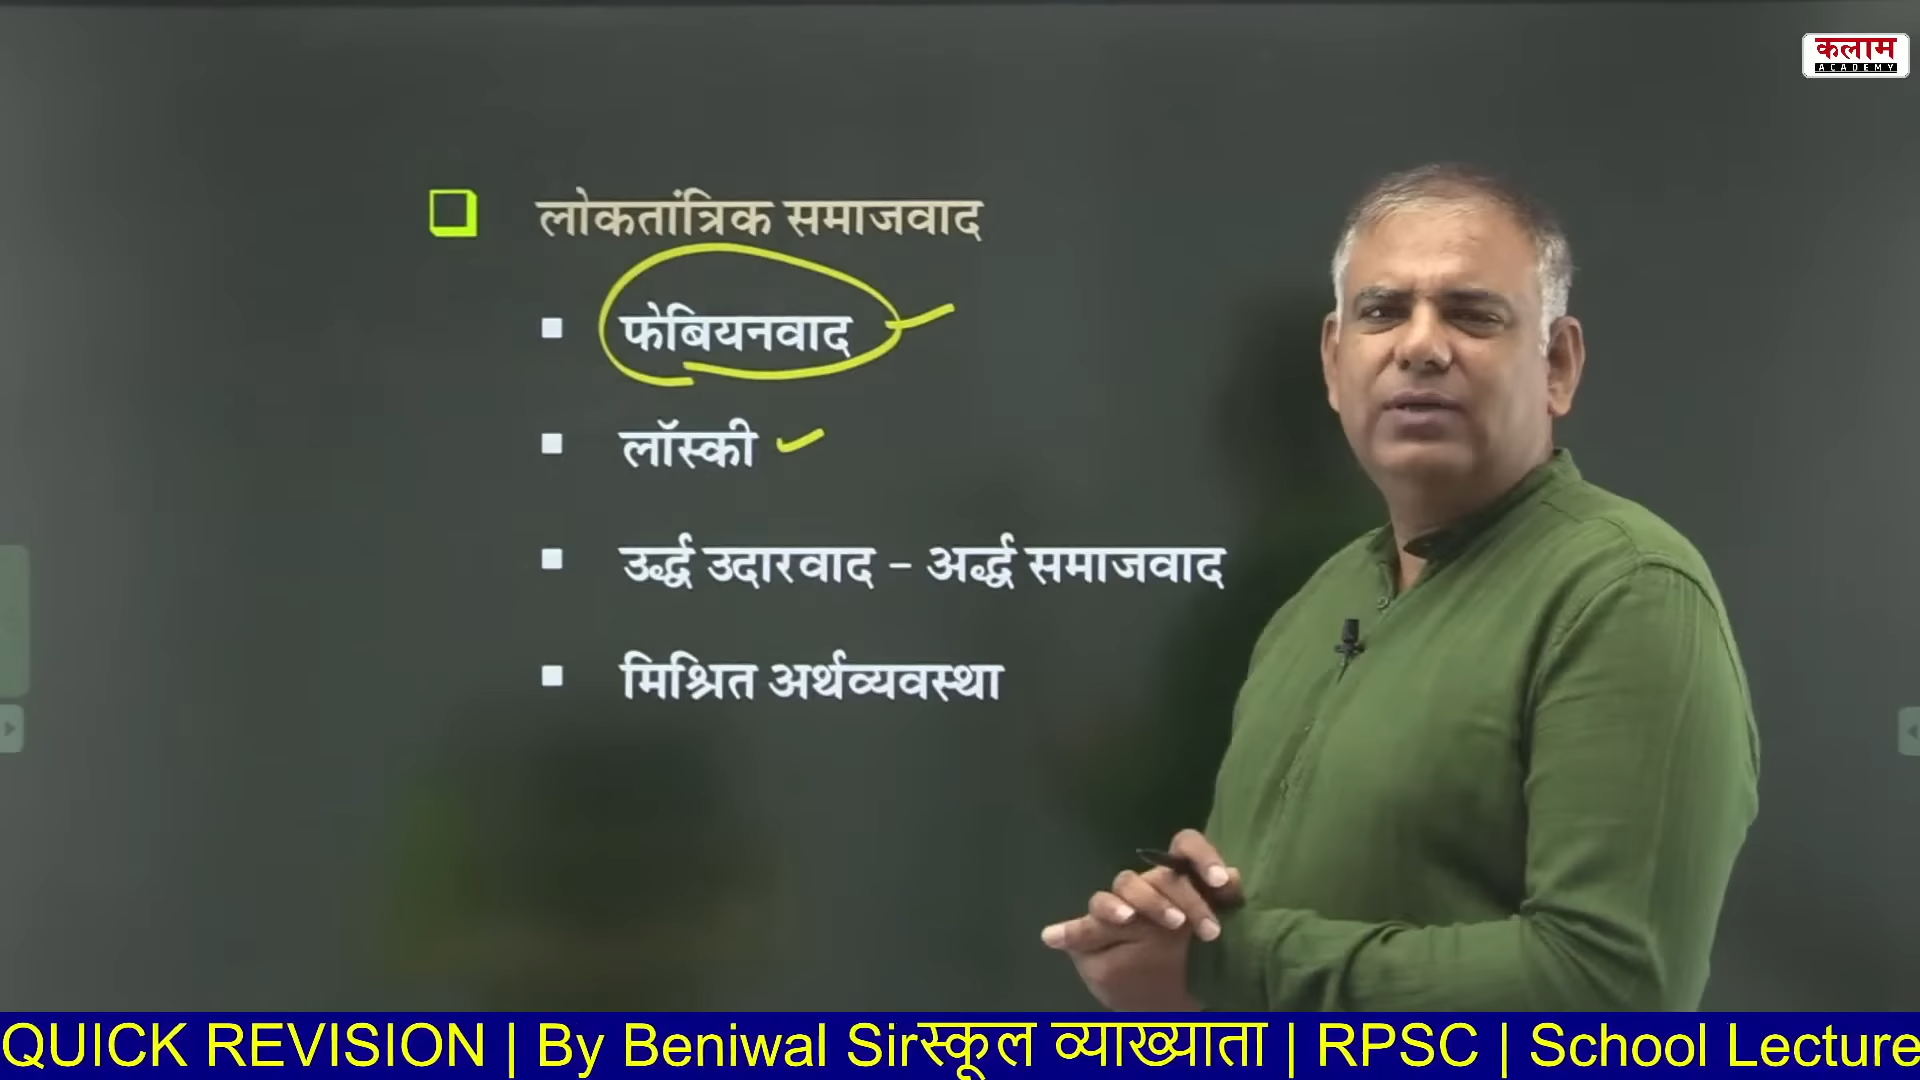 कलाम
ACADEMY
लोकतांत्रिक समाजवाद
फेबियनवाद
लॉस्की
उर्द्ध उदारवाद – अर्द्ध समाजवाद
मिश्रित अर्थव्यवस्था
QUICK REVISION | By Beniwal Sirस्कूल व्याख्याता | RPSC | School Lecture